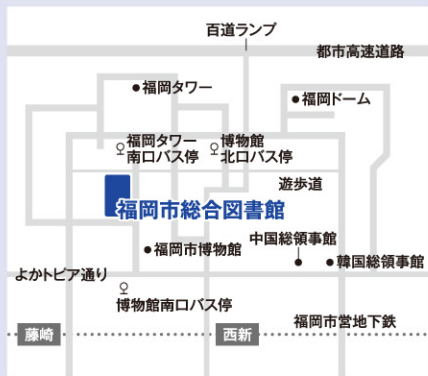 百道ランプ
都市高速道路
福岡タワー
福岡ドーム
福岡タワー
南口バス停
博物館
北口バス停
遊歩道
福岡市総合図書館
中国総領事館
福岡市博物館
韓国総領事館
よかトピア通り
博物館南口バス停
福岡市営地下鉄
藤崎
西新